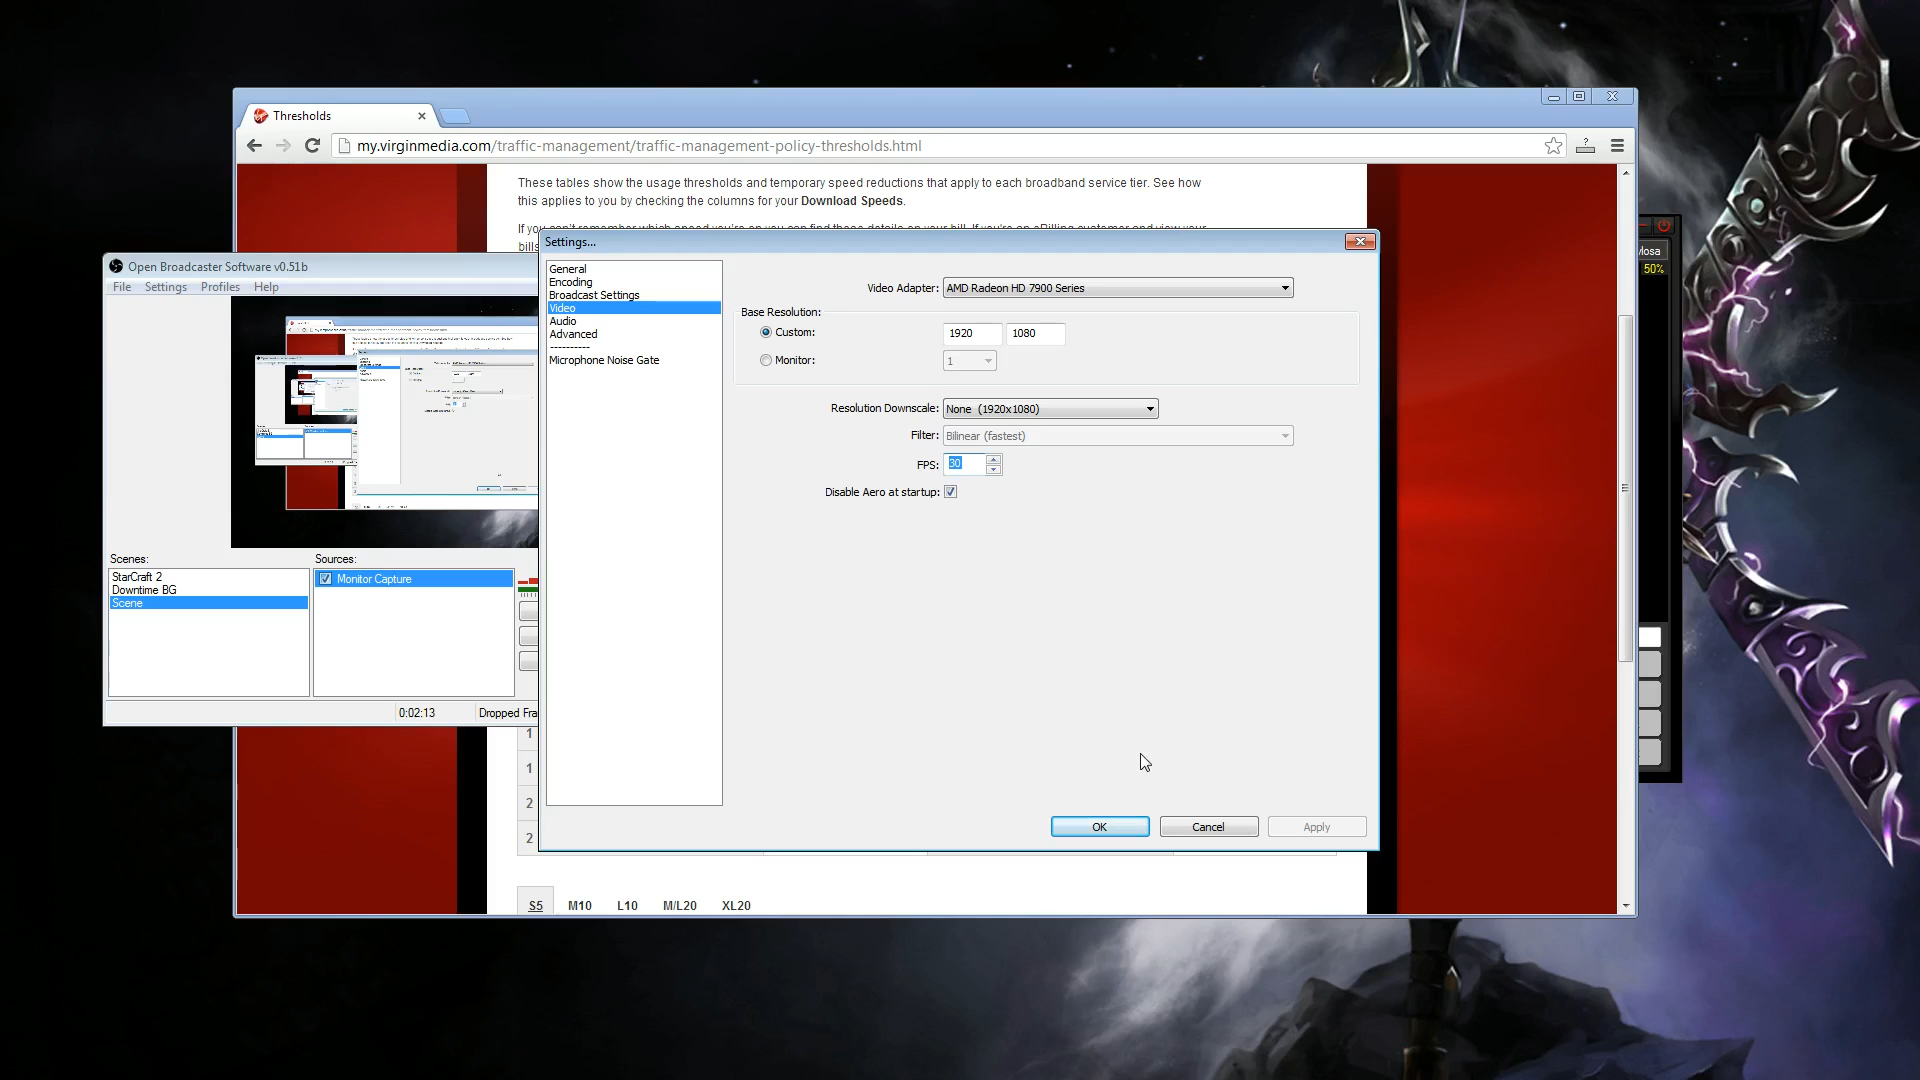 Thresholds
my.virginmedia.com/traffic-management/traffic-management-policy-thresholds.html
These tables show the usage thresholds and temporary speed reductions that apply to each broadband service tier. See how
this applies to you by checking the columns for your Download Speeds.
bills
Settings...
Open Broadcaster Software v0.51b
File Settings Profiles Help
General
Encoding
Broadcast Settings
Video
Audio
Advanced
-----------
Microphone Noise Gate
Video Adapter: AMD Radeon HD 7900 Series
Base Resolution:
Custom: 1920 1080
Monitor: 1
Resolution Downscale: None (1920x1080)
Filter: Bilinear (fastest)
FPS: 30
Disable Aero at startup:
OK Cancel Apply
Scenes:
StarCraft 2
Downtime BG
Scene
Sources:
Monitor Capture
0:02:13 Dropped Fra
1
1
2
2
S5 M10 L10 M/L20 XL20
50%